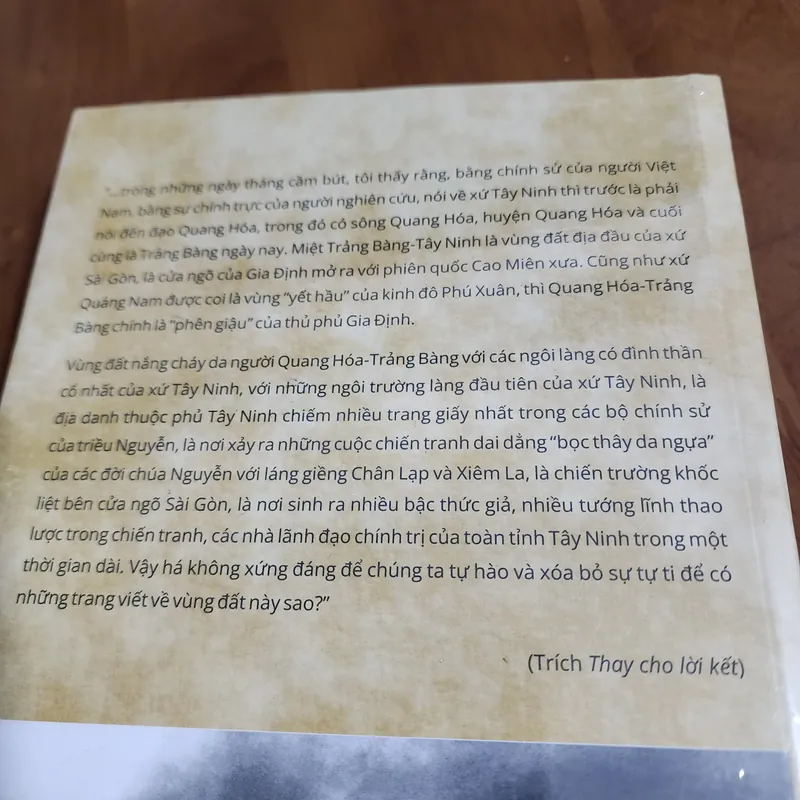 "...trong những ngày tháng cầm bút, tôi thấy rằng, bằng chính sử của người Việt
Nam, bằng sự chính trực của người nghiên cứu, nói về xứ Tây Ninh thì trước là phải
nói đến đạo Quang Hóa, trong đó có sông Quang Hóa, huyện Quang Hóa và cuối
cùng là Trảng Bàng ngày nay. Miệt Trảng Bàng-Tây Ninh là vùng đất địa đầu của xứ
Sài Gòn, là cửa ngõ của Gia Định mở ra với phiên quốc Cao Miên xưa. Cũng như xứ
Quảng Nam được coi là vùng "yết hầu" của kinh đô Phú Xuân, thì Quang Hóa-Trảng
Bàng chính là "phên giậu" của thủ phủ Gia Định.
Vùng đất nắng cháy da người Quang Hóa-Trảng Bàng với các ngôi làng có đình thần
cổ nhất của xứ Tây Ninh, với những ngôi trường làng đầu tiên của xứ Tây Ninh, là
địa danh thuộc phủ Tây Ninh chiếm nhiều trang giấy nhất trong các bộ chính sử
của triều Nguyễn, là nơi xảy ra những cuộc chiến tranh dai dẳng "bọc thây da ngựa"
của các đời chúa Nguyễn với láng giềng Chân Lạp và Xiêm La, là chiến trường khốc
liệt bên cửa ngõ Sài Gòn, là nơi sinh ra nhiều bậc thức giả, nhiều tướng lĩnh thao
lược trong chiến tranh, các nhà lãnh đạo chính trị của toàn tỉnh Tây Ninh trong một
thời gian dài. Vậy há không xứng đáng để chúng ta tự hào và xóa bỏ sự tự ti để có
những trang viết về vùng đất này sao?"
(Trích Thay cho lời kết)